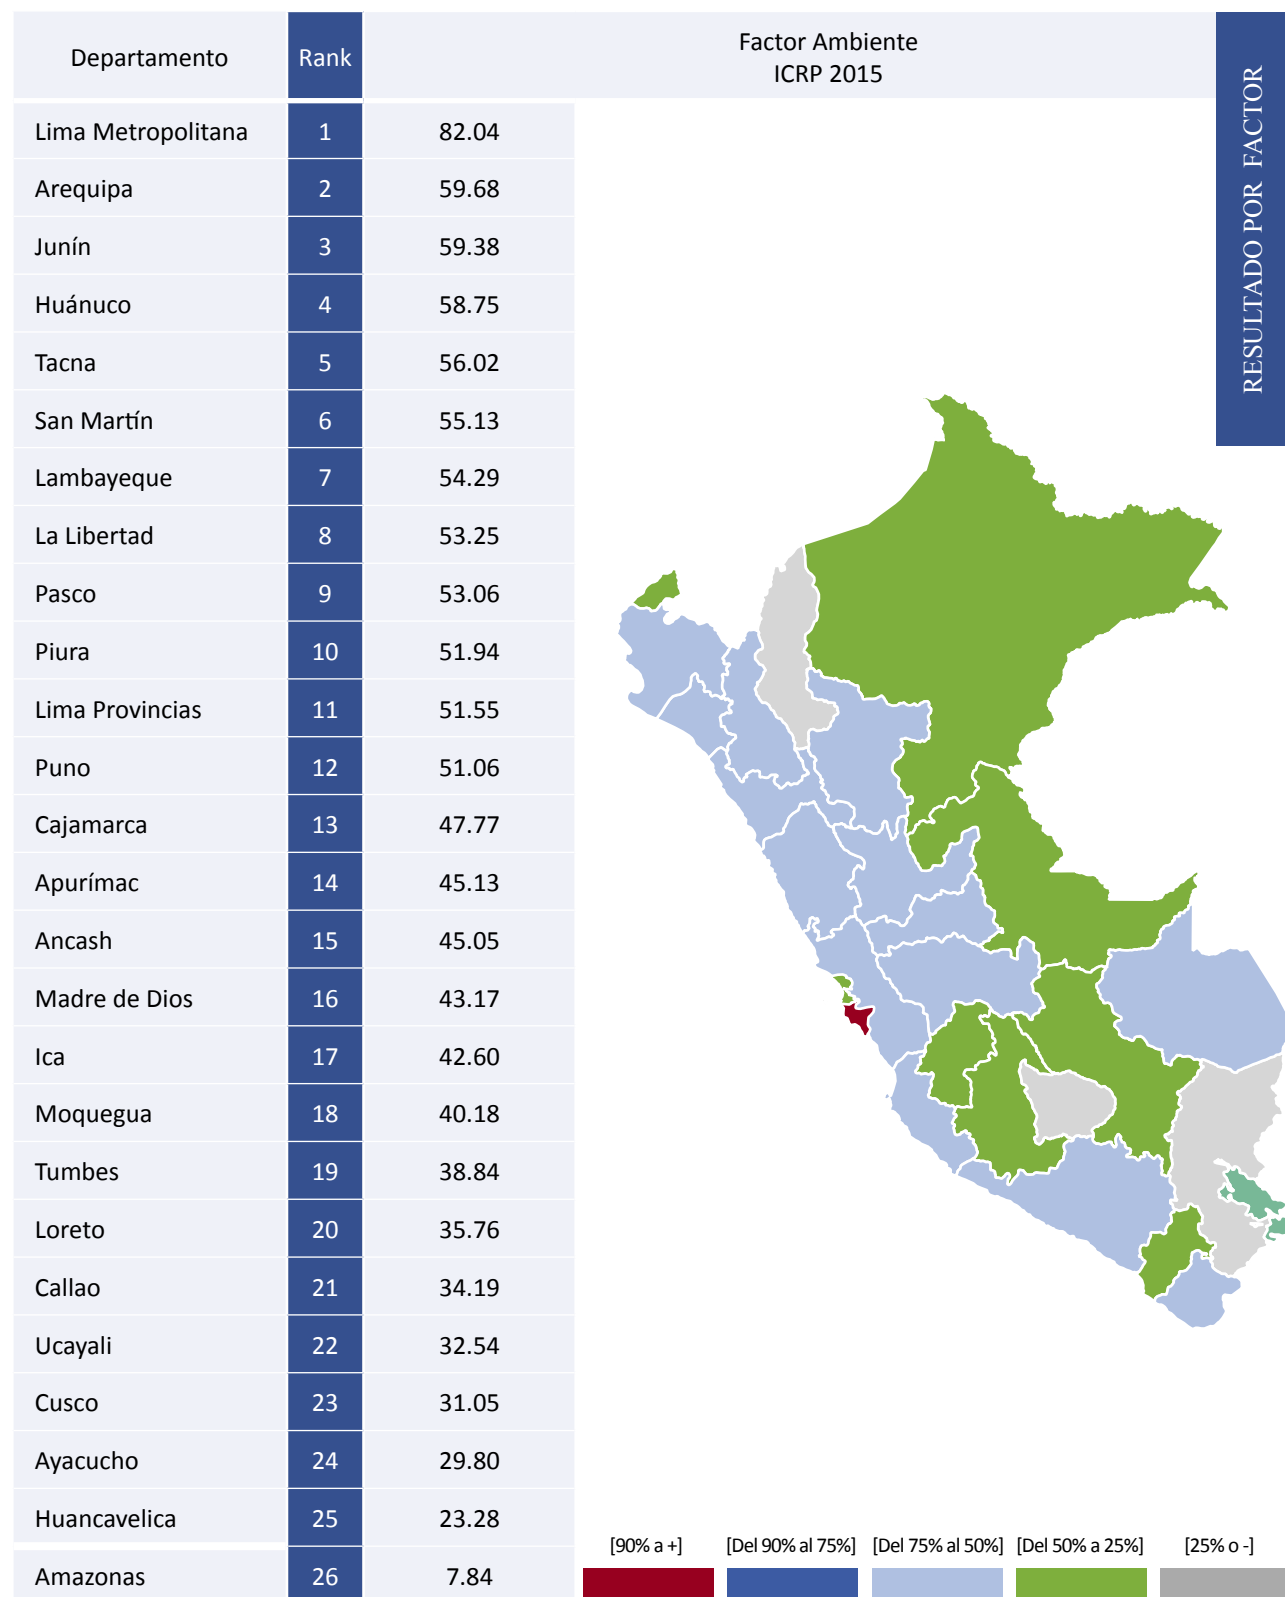 Departamento Rank Factor Ambiente
ICRP 2015
RESULTADO POR FACTOR
Lima Metropolitana 1 82.04
Arequipa 2 59.68
Junín 3 59.38
Huánuco 4 58.75
Tacna 5 56.02
San Martín 6 55.13
Lambayeque 7 54.29
La Libertad 8 53.25
Pasco 9 53.06
Piura 10 51.94
Lima Provincias 11 51.55
Puno 12 51.06
Cajamarca 13 47.77
Apurímac 14 45.13
Ancash 15 45.05
Madre de Dios 16 43.17
Ica 17 42.60
Moquegua 18 40.18
Tumbes 19 38.84
Loreto 20 35.76
Callao 21 34.19
Ucayali 22 32.54
Cusco 23 31.05
Ayacucho 24 29.80
Huancavelica 25 23.28
Amazonas 26 7.84
[90% a +] [Del 90% al 75%] [Del 75% al 50%] [Del 50% a 25%] [25% o -]